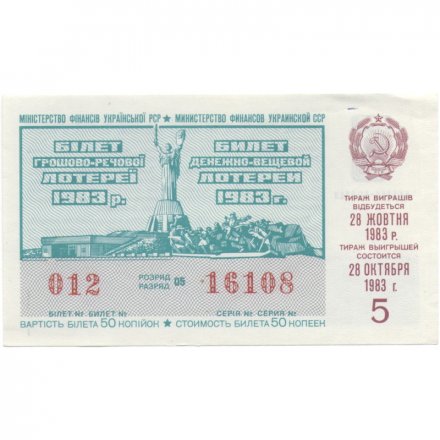 МІНІСТЕРСТВО ФІНАНСІВ УКРАЇНСЬКОЇ РСР ★ МИНИСТЕРСТВО ФИНАНСОВ УКРАИНСКОЙ ССР
БІЛЕТ
ГРОШОВО-РЕЧОВОЇ
ЛОТЕРЕЇ
1983 р.
БИЛЕТ
ДЕНЕЖНО-ВЕЩЕВОЙ
ЛОТЕРЕИ
1983 г.
012
РОЗРЯД
РАЗРЯД 05
16108
БІЛЕТ № БИЛЕТ №
СЕРІЯ № СЕРИЯ №
ВАРТІСТЬ БІЛЕТА 50 КОПІЙОК ★ СТОИМОСТЬ БИЛЕТА 50 КОПЕЕК
ТИРАЖ ВИГРАШІВ
ВІДБУДЕТЬСЯ
28 ЖОВТНЯ
1983 р.
ТИРАЖ ВЫИГРЫШЕЙ
СОСТОИТСЯ
28 ОКТЯБРЯ
1983 г.
5